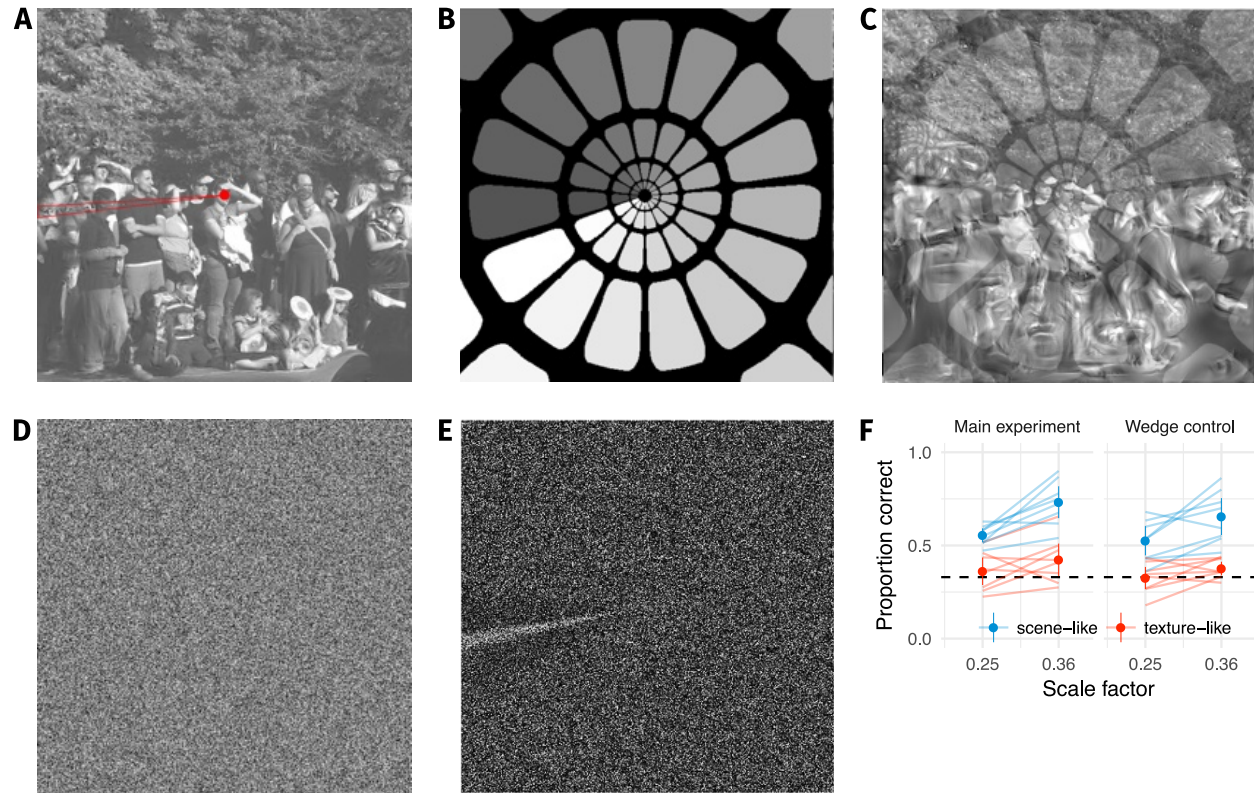 A
B
C
D
E
F
Main experiment
Wedge control
Proportion correct
1.0
0.5
0.0
scene−like
texture−like
0.25
0.36
0.25
0.36
Scale factor